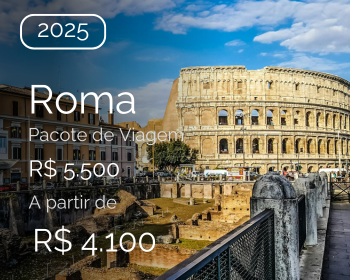 2025
Roma
Pacote de Viagem
R$ 5.500
A partir de
R$ 4.100